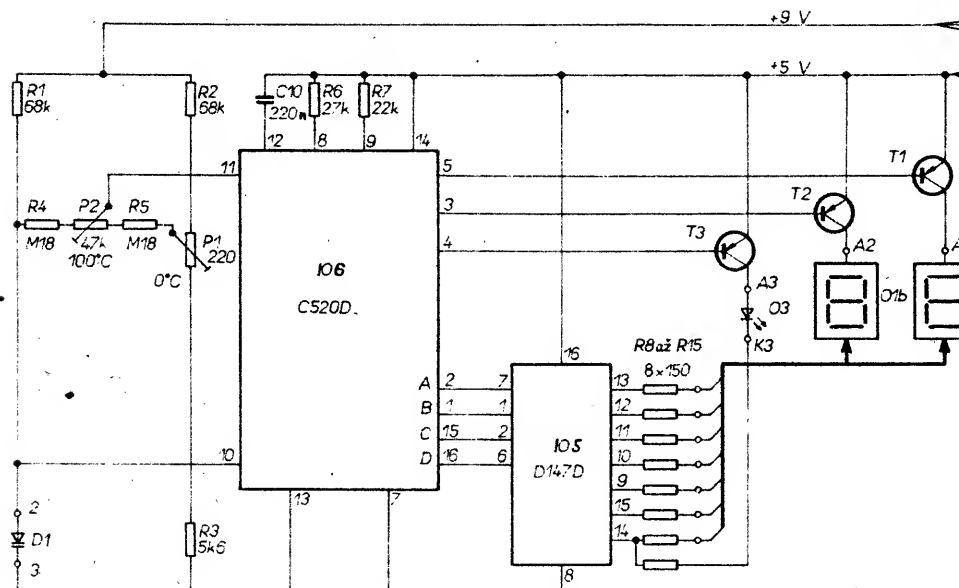 +9 V
+5 V
R1
68k
R2
68k
C10
220n
R6
27k
R7
22k
12
8
9
14
11
5
T1
3
T2
4
T3
R4
M18
P2
47k
100°C
R5
M18
P1
220
0°C
IO6
C520D
A2
A
O1b
A3
O3
K3
16
R8 až R15
8×150
A 2 7
B 1 1
C 15 2
D 16 6
IO5
D147D
13
12
11
10
9
15
14
10
13
7
8
2
D1
3
R3
5k6